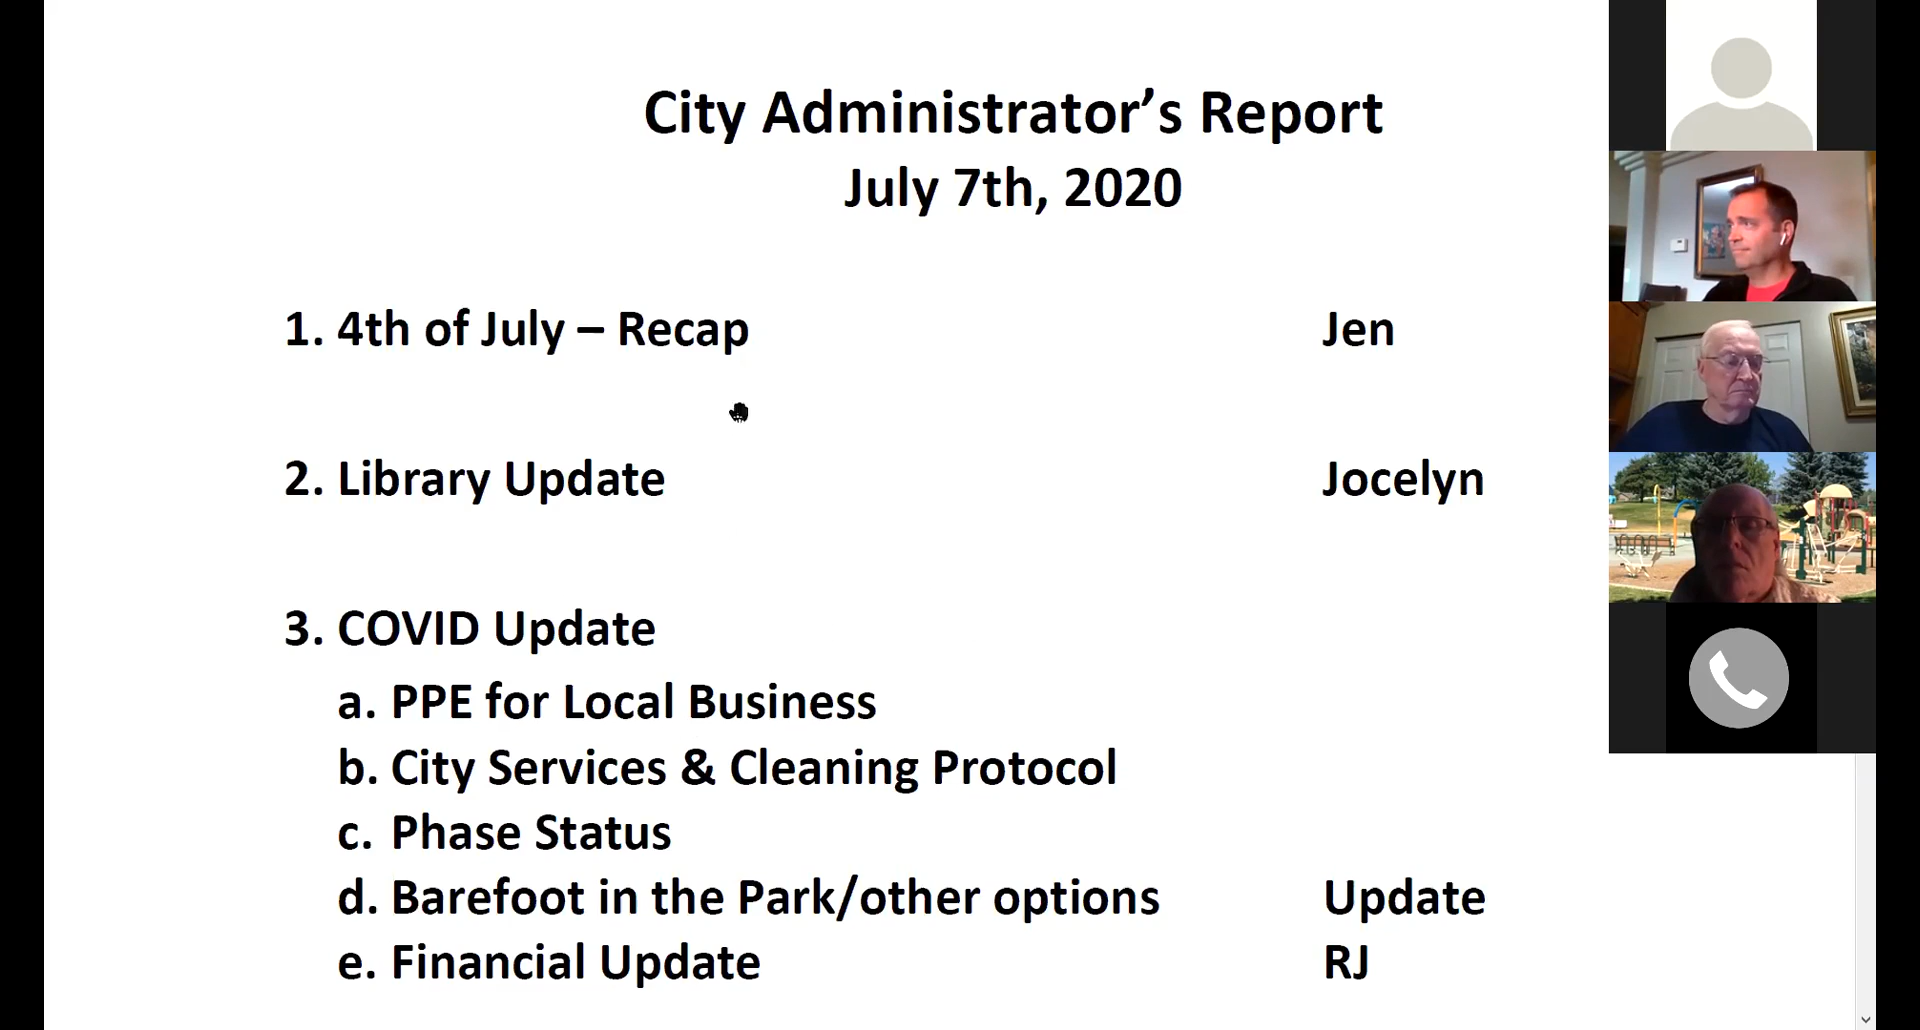 City Administrator’s Report
July 7th, 2020
1. 4th of July – Recap Jen
2. Library Update Jocelyn
3. COVID Update
a. PPE for Local Business
b. City Services & Cleaning Protocol
c. Phase Status
d. Barefoot in the Park/other options Update
e. Financial Update RJ